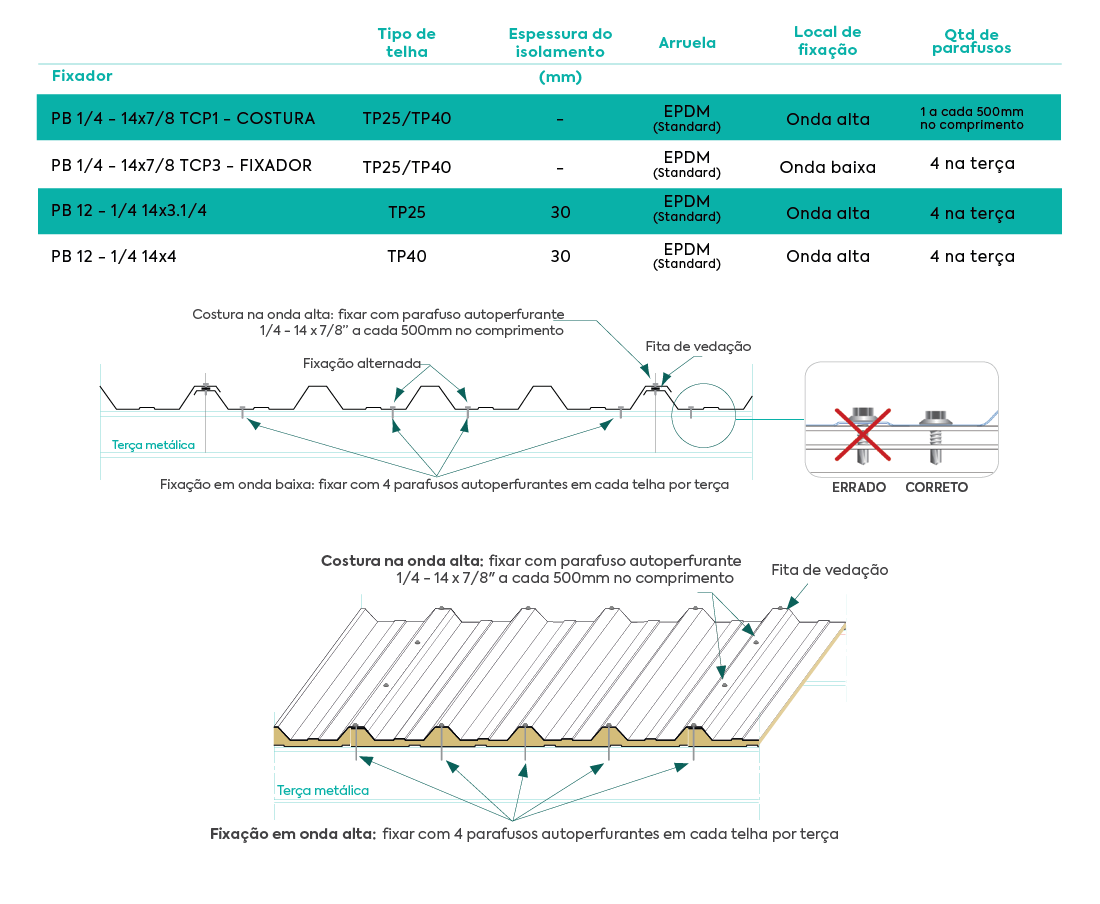 Tipo de
telha
Espessura do
isolamento
(mm)
Arruela
Local de
fixação
Qtd de
parafusos
Fixador
PB 1/4 - 14x7/8 TCP1 - COSTURA TP25/TP40 - EPDM (Standard) Onda alta 1 a cada 500mm no comprimento
PB 1/4 - 14x7/8 TCP3 - FIXADOR TP25/TP40 - EPDM (Standard) Onda baixa 4 na terça
PB 12 - 1/4 14x3.1/4 TP25 30 EPDM (Standard) Onda alta 4 na terça
PB 12 - 1/4 14x4 TP40 30 EPDM (Standard) Onda alta 4 na terça
Costura na onda alta: fixar com parafuso autoperfurante
1/4 - 14 x 7/8” a cada 500mm no comprimento
Fita de vedação
Fixação alternada
Terça metálica
Fixação em onda baixa: fixar com 4 parafusos autoperfurantes em cada telha por terça
ERRADO CORRETO
Costura na onda alta: fixar com parafuso autoperfurante
1/4 - 14 x 7/8" a cada 500mm no comprimento
Fita de vedação
Terça metálica
Fixação em onda alta: fixar com 4 parafusos autoperfurantes em cada telha por terça